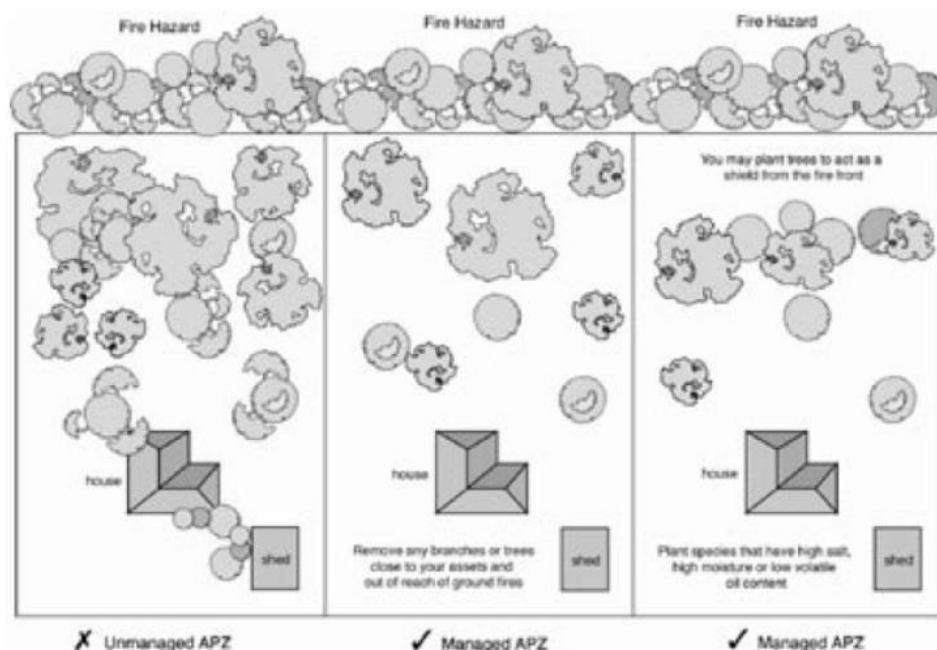 Fire Hazard
Fire Hazard
Fire Hazard
You may plant trees to act as a
shield from the fire front
house
shed
house
Remove any branches or trees
close to your assets and
out of reach of ground fires
shed
house
Plant species that have high salt,
high moisture or low volatile
oil content
shed
✗ Unmanaged APZ
✓ Managed APZ
✓ Managed APZ